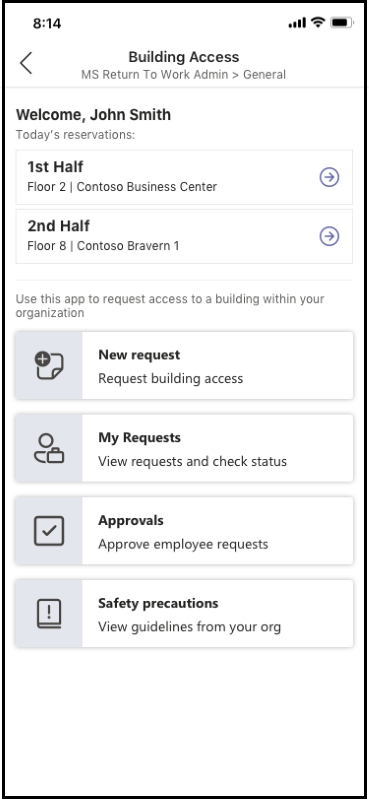 8:14
Building Access
MS Return To Work Admin > General
Welcome, John Smith
Today's reservations:
1st Half
Floor 2 | Contoso Business Center
2nd Half
Floor 8 | Contoso Bravern 1
Use this app to request access to a building within your
organization
New request
Request building access
My Requests
View requests and check status
Approvals
Approve employee requests
Safety precautions
View guidelines from your org